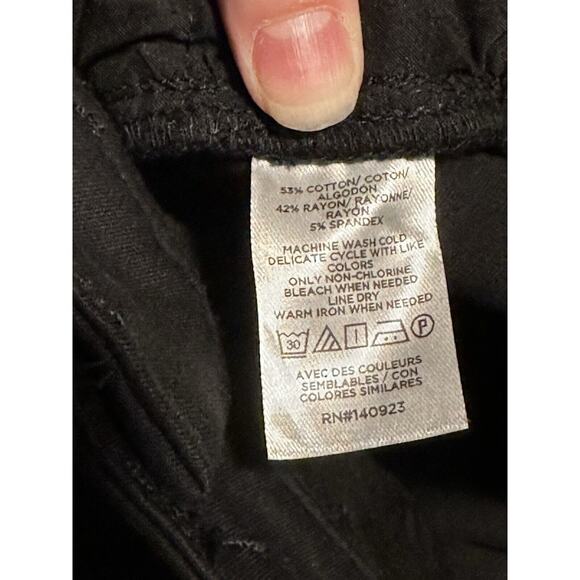 53% COTTON/ COTON/
ALGODON
42% RAYON/ RAYONNE/
RAYON
5% SPANDEX
MACHINE WASH COLD
DELICATE CYCLE WITH LIKE
COLORS
ONLY NON-CHLORINE
BLEACH WHEN NEEDED
LINE DRY
WARM IRON WHEN NEEDED
30 P
AVEC DES COULEURS
SEMBLABLES / CON
COLORES SIMILARES
RN#140923